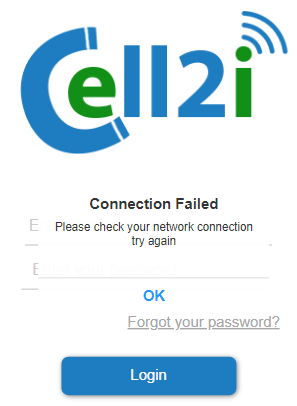 Cell2i
Connection Failed
Please check your network connection
try again
OK
Forgot your password?
Login